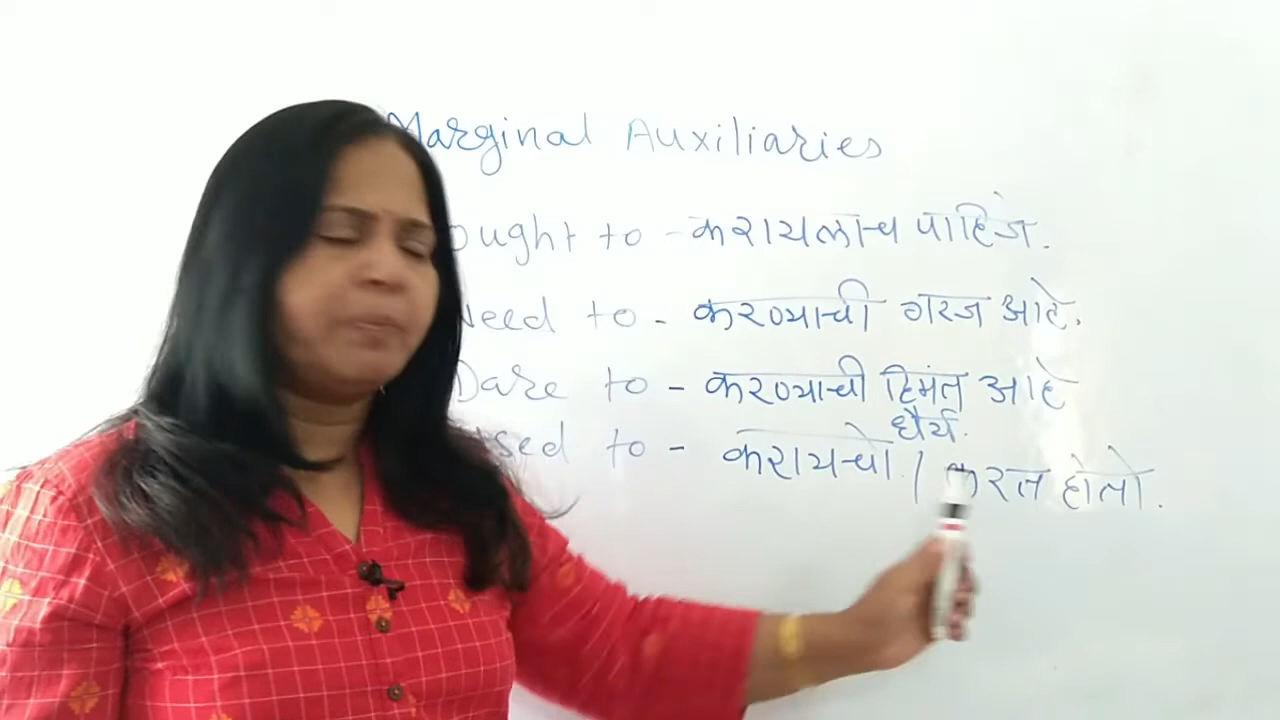 Marginal Auxiliaries
ought to - करायलाच पाहिजे.
Need to - करण्याची गरज आहे.
Dare to - करण्याची हिमंत आहे
धैर्य.
Used to - करायचो. / करत होतो.